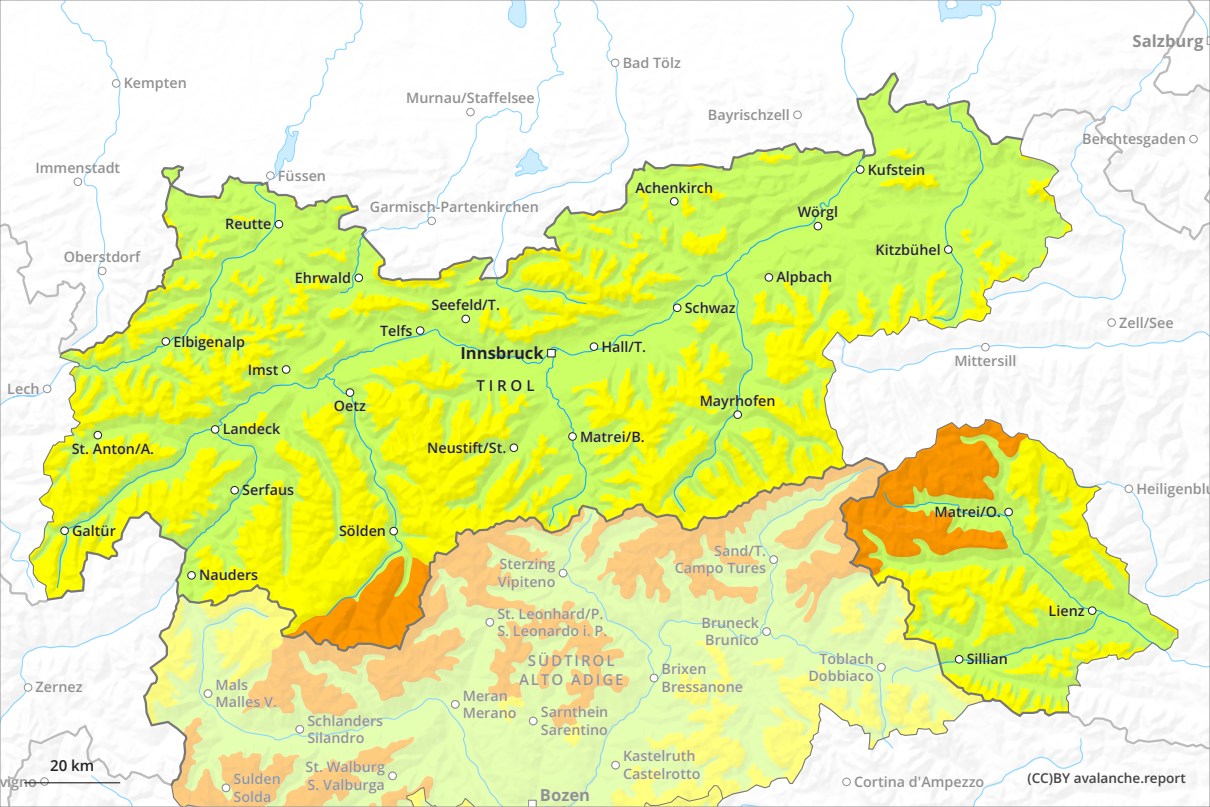 Salzburg
Bad Tölz
Kempten
Murnau/Staffelsee
Bayrischzell
Berchtesgaden
Immenstadt
Füssen
Kufstein
Achenkirch
Garmisch-Partenkirchen
Wörgl
Reutte
Kitzbühel
Oberstdorf
Ehrwald
Alpbach
Seefeld/T.
Schwaz
Telfs
Zell/See
Elbigenalp
Innsbruck
Hall/T.
Mittersill
Imst
TIROL
Lech
Oetz
Mayrhofen
Landeck
Matrei/B.
St. Anton/A.
Neustift/St.
Serfaus
Heiligenblu
Matrei/O.
Galtür
Sölden
Sand/T.
Campo Tures
Sterzing
Vipiteno
Nauders
St. Leonhard/P.
S. Leonardo i. P.
Lienz
Bruneck
Brunico
Sillian
SÜDTIROL
ALTO ADIGE
Toblach
Dobbiaco
Brixen
Bressanone
Zernez
Mals
Malles V.
Meran
Merano
Sarnthein
Sarentino
Schlanders
Silandro
Kastelruth
Castelrotto
20 km
St. Walburg
S. Valburga
vigno
Sulden
Solda
Cortina d'Ampezzo
(CC)BY avalanche.report
Bozen